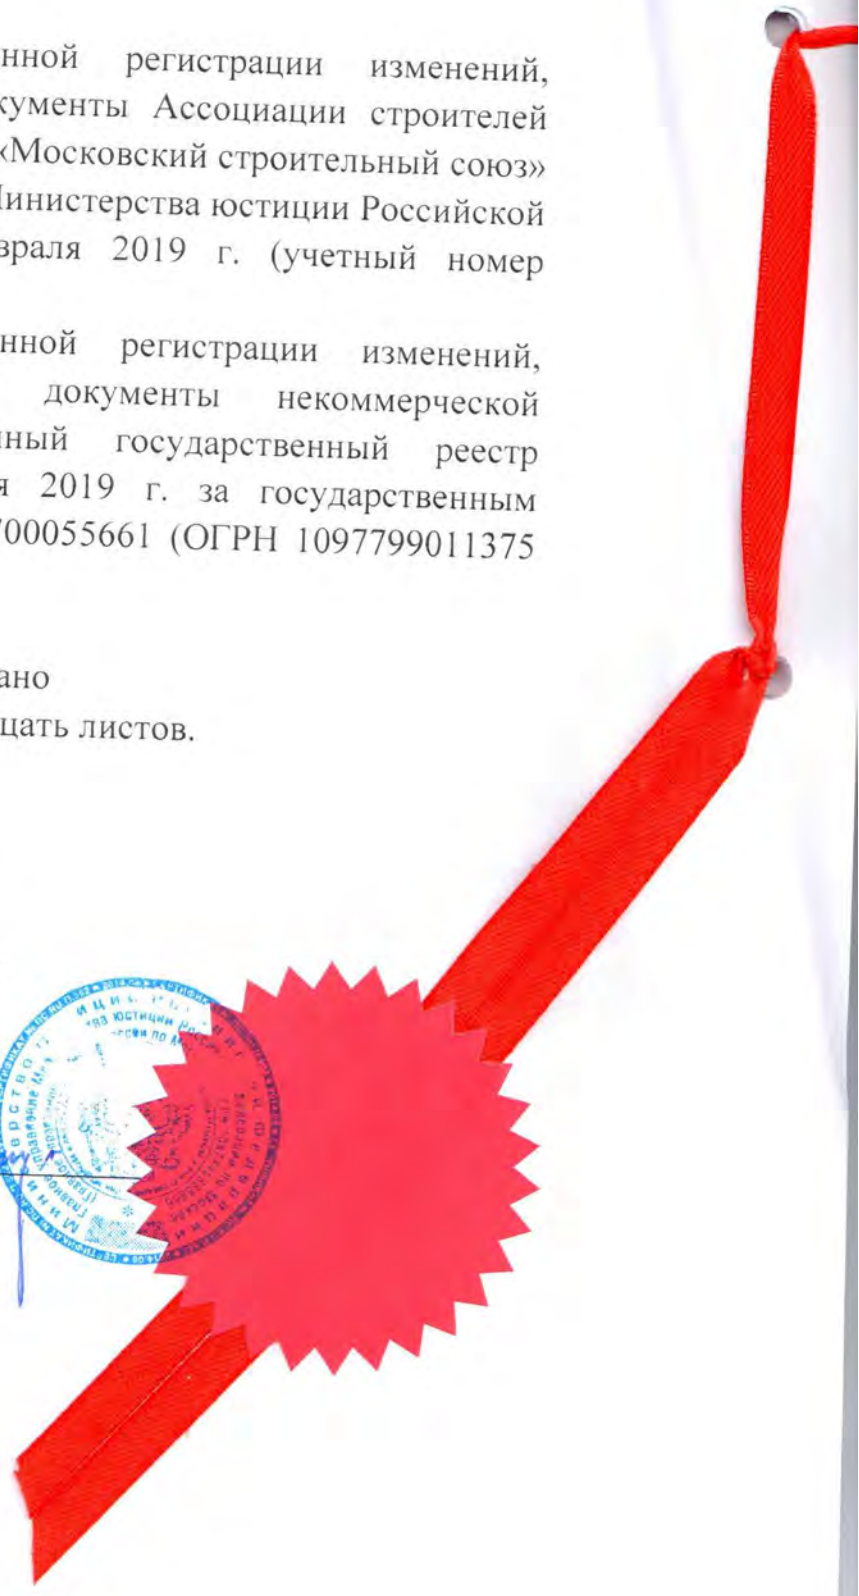 нной регистрации изменений,
кументы Ассоциации строителей
«Московский строительный союз»
Министерства юстиции Российской
враля 2019 г. (учетный номер
нной регистрации изменений,
документы некоммерческой
нный государственный реестр
я 2019 г. за государственным
700055661 (ОГРН 1097799011375
ано
цать листов.